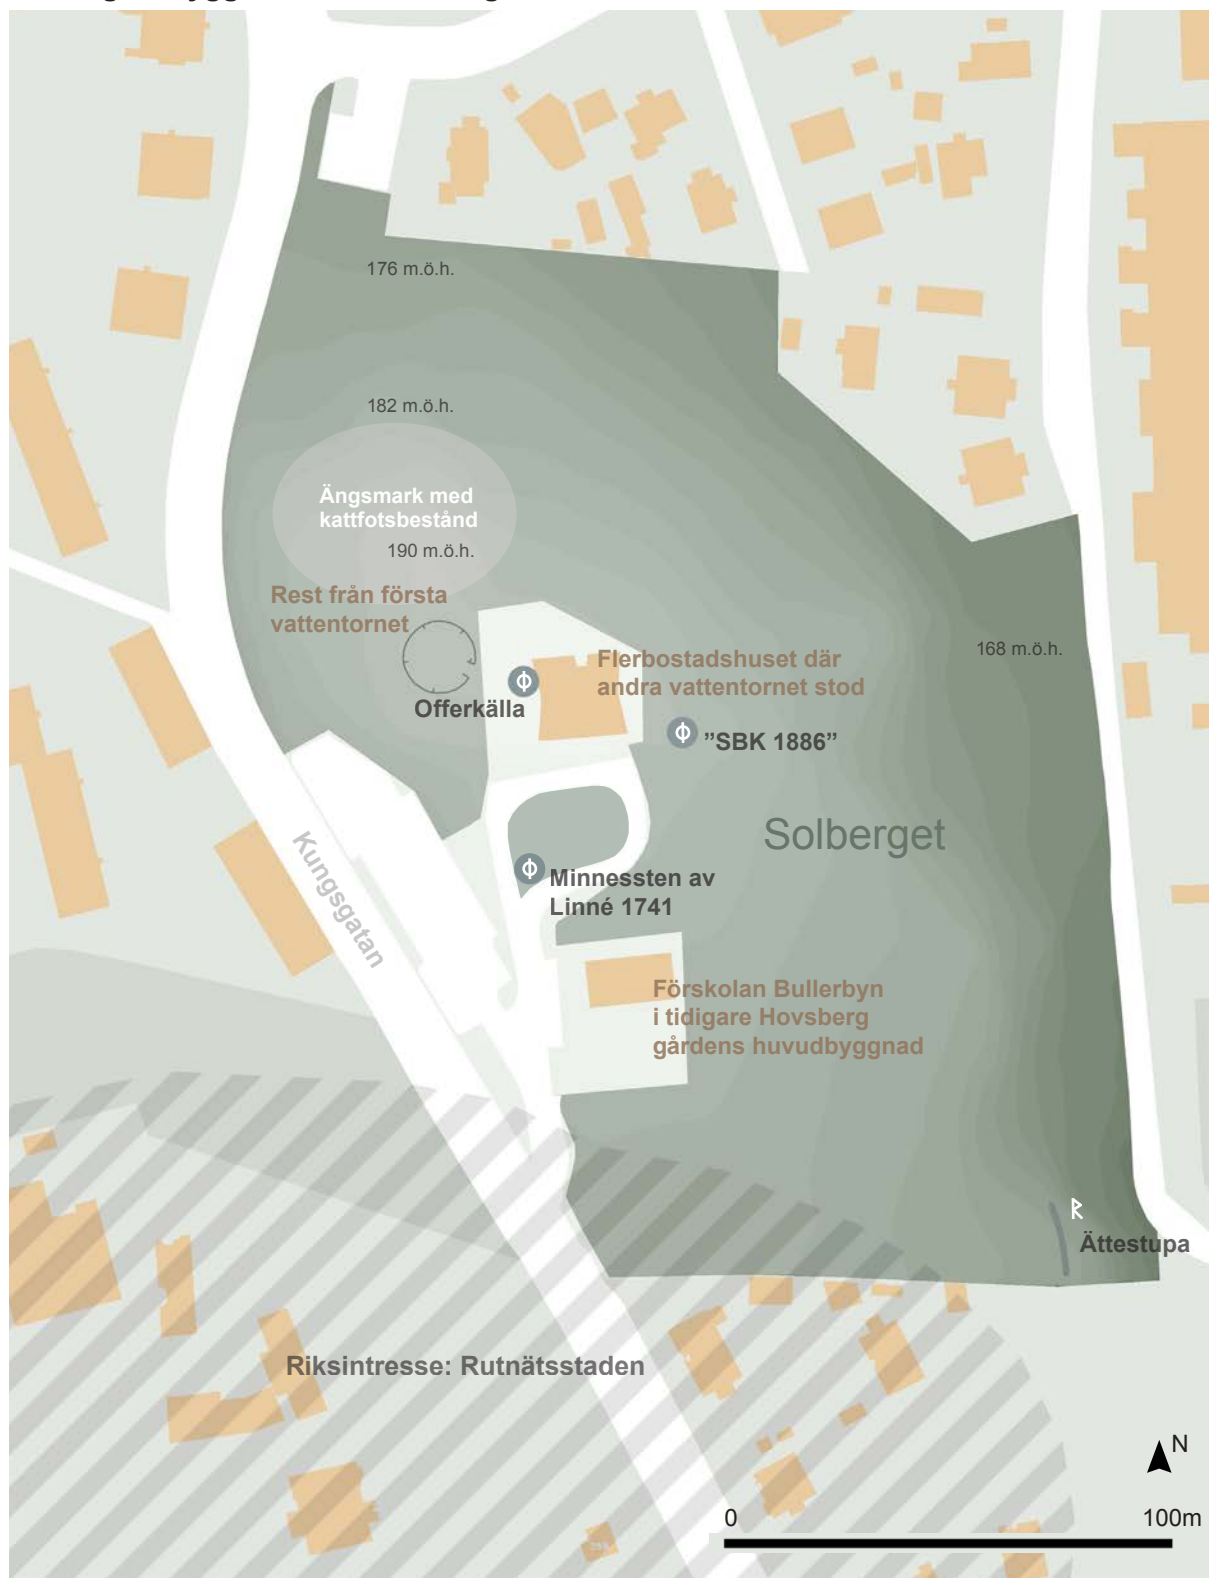 176 m.ö.h.
182 m.ö.h.
Ängsmark med
kattfotsbestånd
190 m.ö.h.
Rest från första
vattentornet
Offerkälla
Flerbostadshuset där
andra vattentornet stod
168 m.ö.h.
”SBK 1886”
Solberget
Kungsgatan
Minnessten av
Linné 1741
Förskolan Bullerbyn
i tidigare Hovsberg
gårdens huvudbyggnad
Ättestupa
Riksintresse: Rutnätsstaden
N
0 100m